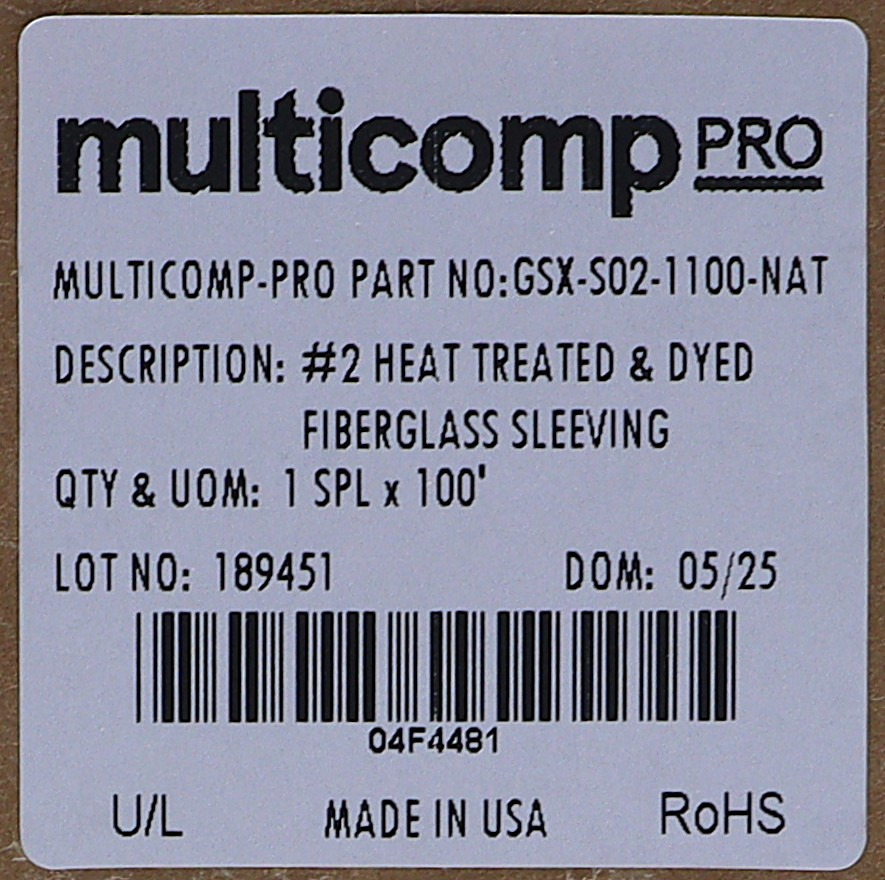 multicomp PRO
MULTICOMP-PRO PART NO:GSX-S02-1100-NAT
DESCRIPTION: #2 HEAT TREATED & DYED
FIBERGLASS SLEEVING
QTY & UOM: 1 SPL x 100'
LOT NO: 189451 DOM: 05/25
04F4481
U/L MADE IN USA RoHS